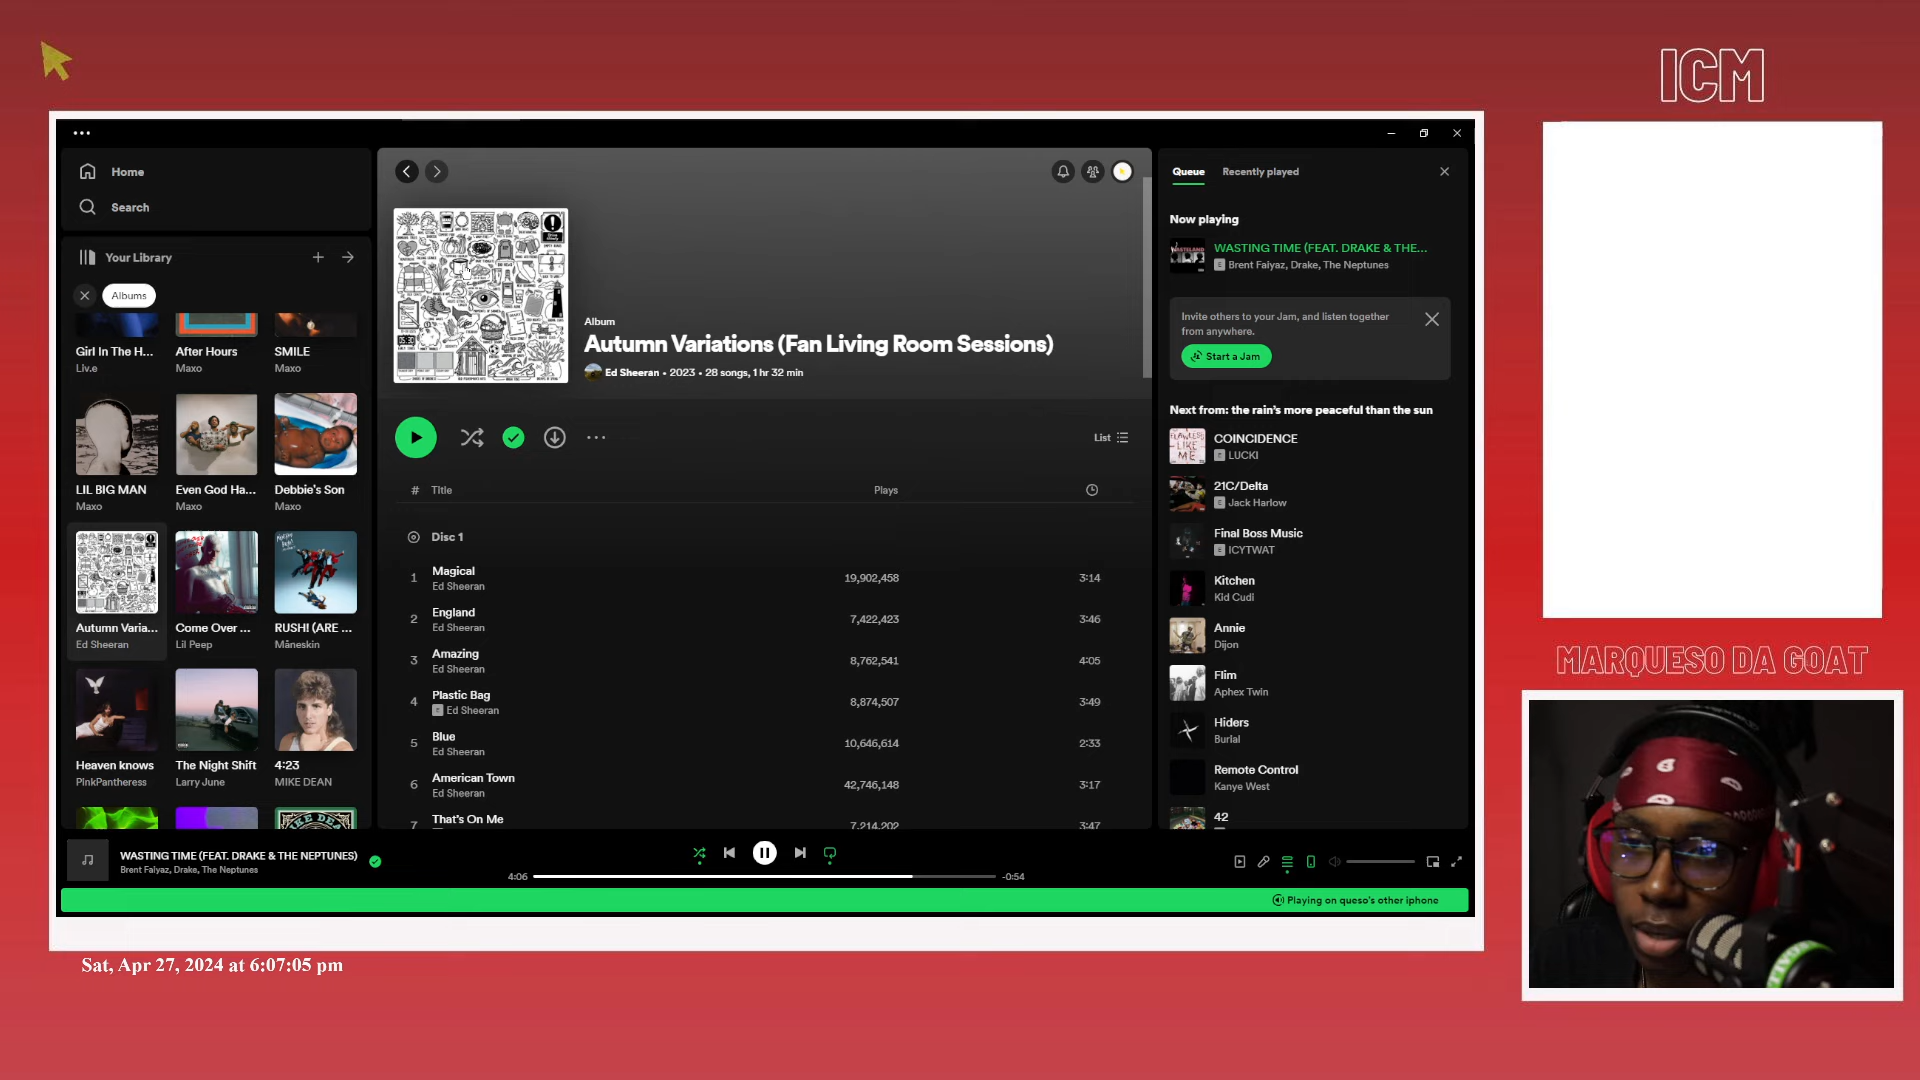 ICM
Home
Search
Your Library
Albums
Girl In The H...
Liv.e
After Hours
Maxo
SMILE
Maxo
LIL BIG MAN
Maxo
Even God Ha...
Maxo
Debbie's Son
Maxo
Autumn Varia...
Ed Sheeran
Come Over ...
Lil Peep
RUSH! (ARE ...
Måneskin
Heaven knows
PinkPantheress
The Night Shift
Larry June
4:23
MIKE DEAN
Album
Autumn Variations (Fan Living Room Sessions)
Ed Sheeran • 2023 • 28 songs, 1 hr 32 min
List
# Title Plays
Disc 1
1 Magical 19,902,458 3:14
Ed Sheeran
2 England 7,422,423 3:46
Ed Sheeran
3 Amazing 8,762,541 4:05
Ed Sheeran
4 Plastic Bag 8,874,507 3:49
E Ed Sheeran
5 Blue 10,646,614 2:33
Ed Sheeran
6 American Town 42,746,148 3:17
Ed Sheeran
7 That's On Me 7,214,202 3:47
Queue Recently played
Now playing
WASTING TIME (FEAT. DRAKE & THE...
E Brent Faiyaz, Drake, The Neptunes
Invite others to your Jam, and listen together
from anywhere.
Start a Jam
Next from: the rain's more peaceful than the sun
COINCIDENCE
E LUCKI
21C/Delta
E Jack Harlow
Final Boss Music
E ICYTWAT
Kitchen
Kid Cudi
Annie
Dijon
Flim
Aphex Twin
Hiders
Burial
Remote Control
Kanye West
42
WASTING TIME (FEAT. DRAKE & THE NEPTUNES)
Brent Faiyaz, Drake, The Neptunes
4:06 -0:54
Playing on queso's other iphone
MARQUESO DA GOAT
Sat, Apr 27, 2024 at 6:07:05 pm